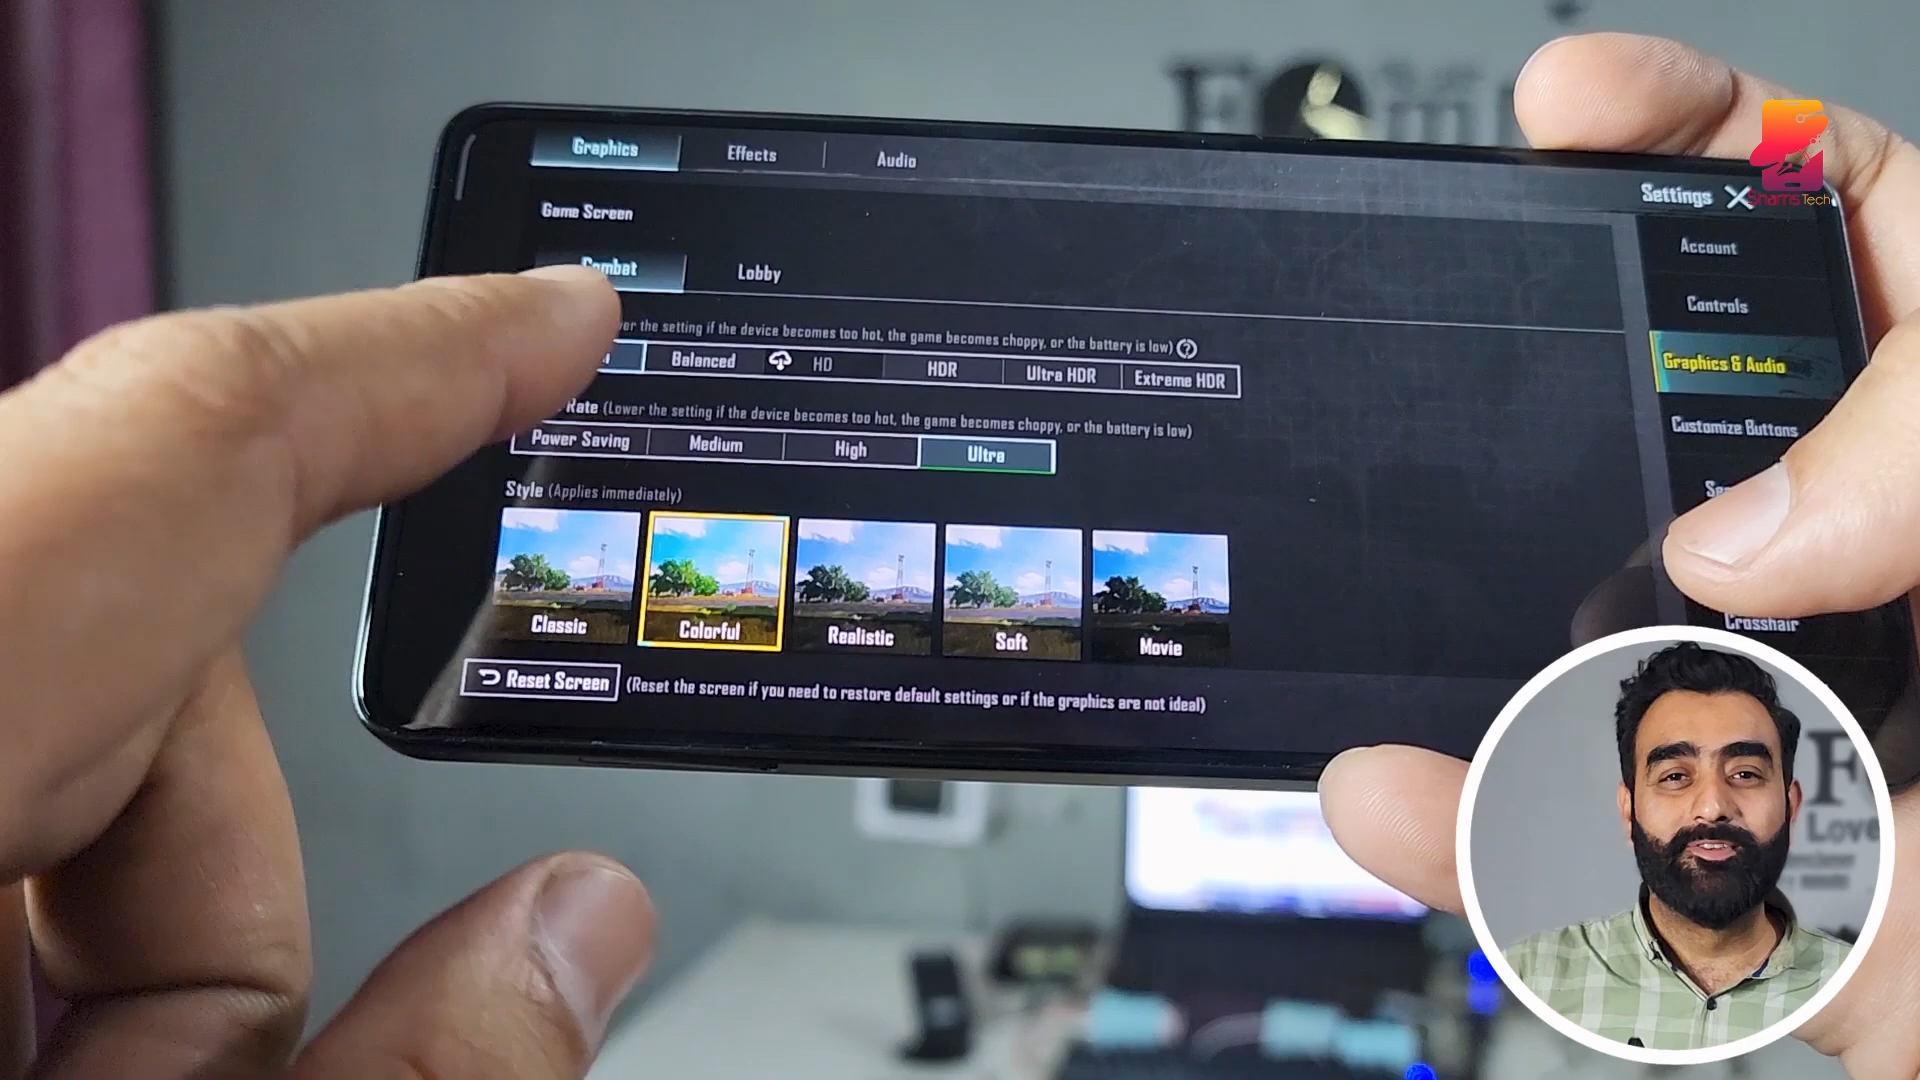 Graphics Effects Audio
Settings
Game Screen
Account
Combat Lobby
Controls
the setting if the device becomes too hot, the game becomes choppy, or the battery is low)
Balanced HD HDR Ultra HDR Extreme HDR
Graphics & Audio
Rate (Lower the setting if the device becomes too hot, the game becomes choppy, or the battery is low)
Power Saving Medium High Ultra
Customize Buttons
Style (Applies immediately)
Classic Colorful Realistic Soft Movie
Crosshair
Reset Screen (Reset the screen if you need to restore default settings or if the graphics are not ideal)
ShamsTech
Love